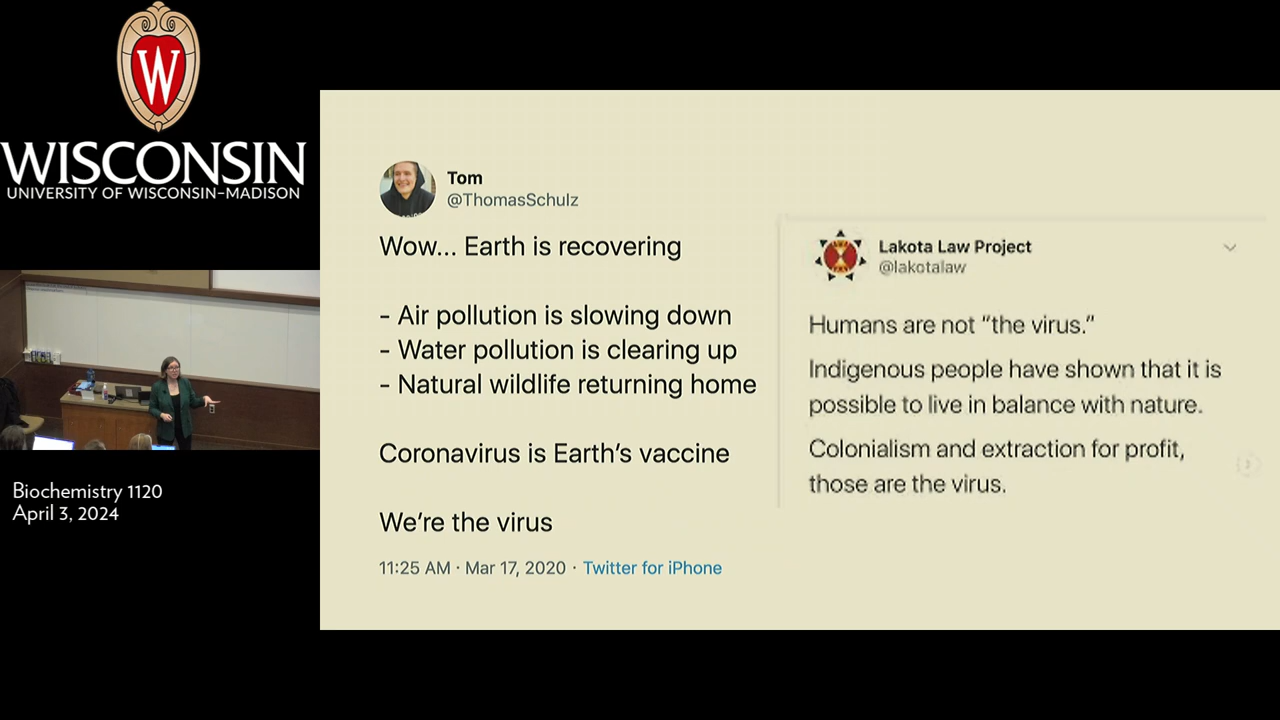 W
WISCONSIN
UNIVERSITY OF WISCONSIN–MADISON
Biochemistry 1120
April 3, 2024
Tom
@ThomasSchulz
Wow... Earth is recovering
- Air pollution is slowing down
- Water pollution is clearing up
- Natural wildlife returning home
Coronavirus is Earth's vaccine
We're the virus
11:25 AM · Mar 17, 2020 · Twitter for iPhone
Lakota Law Project
@lakotalaw
Humans are not “the virus.”
Indigenous people have shown that it is
possible to live in balance with nature.
Colonialism and extraction for profit,
those are the virus.